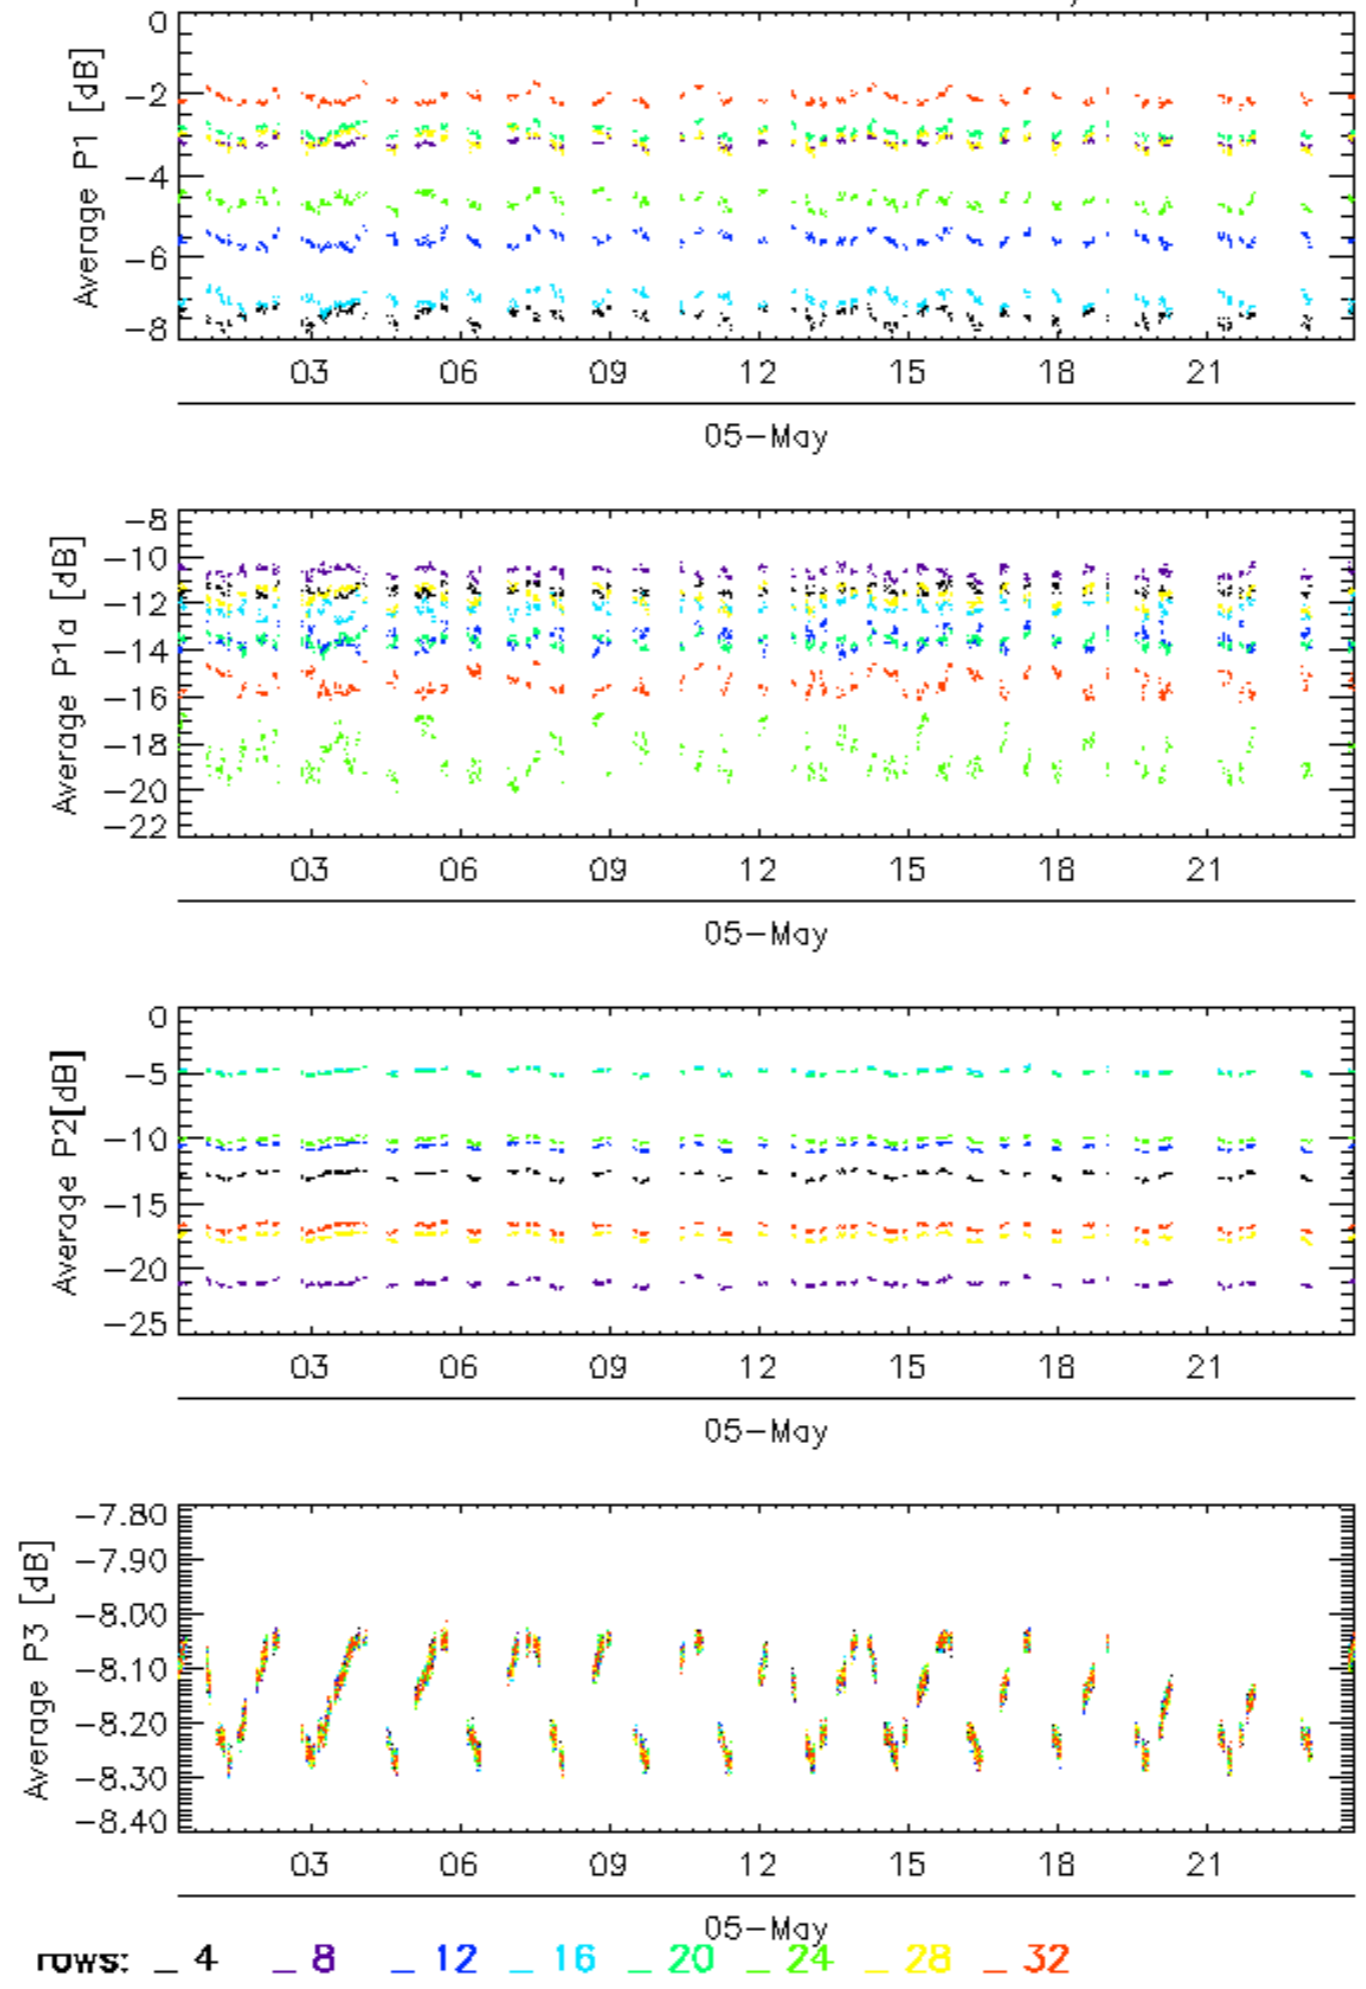 Average P1 [dB]
0
-2
-4
-6
-8
03 06 09 12 15 18 21
05-May
Average P1a [dB]
-8
-10
-12
-14
-16
-18
-20
-22
03 06 09 12 15 18 21
05-May
Average P2[dB]
0
-5
-10
-15
-20
-25
03 06 09 12 15 18 21
05-May
Average P3 [dB]
-7.80
-7.90
-8.00
-8.10
-8.20
-8.30
-8.40
03 06 09 12 15 18 21
05-May
rows: _ 4 _ 8 _ 12 _ 16 _ 20 _ 24 _ 28 _ 32